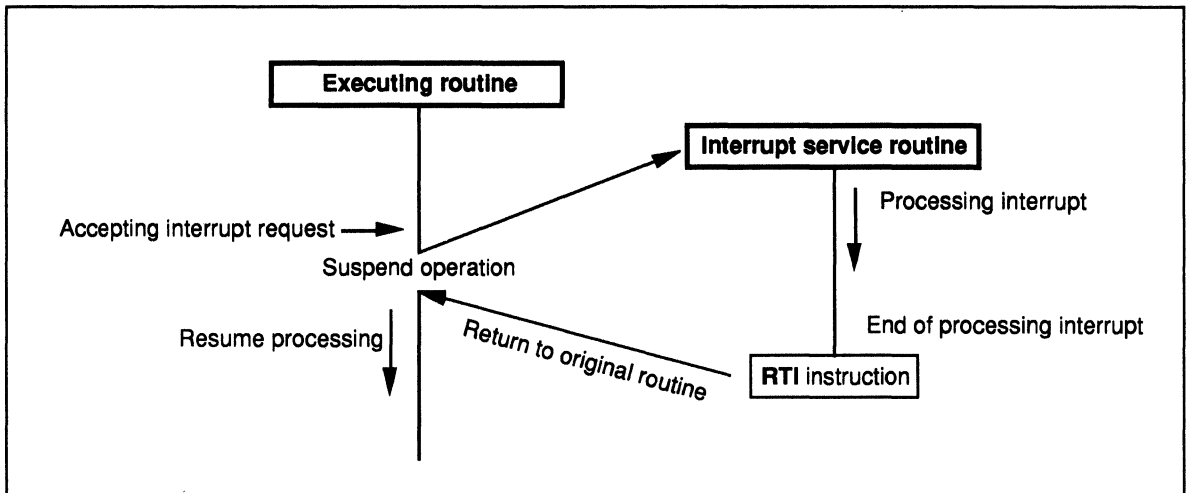 Executing routine
Interrupt service routine
Accepting interrupt request
Processing interrupt
Suspend operation
Resume processing
Return to original routine
End of processing interrupt
RTI instruction